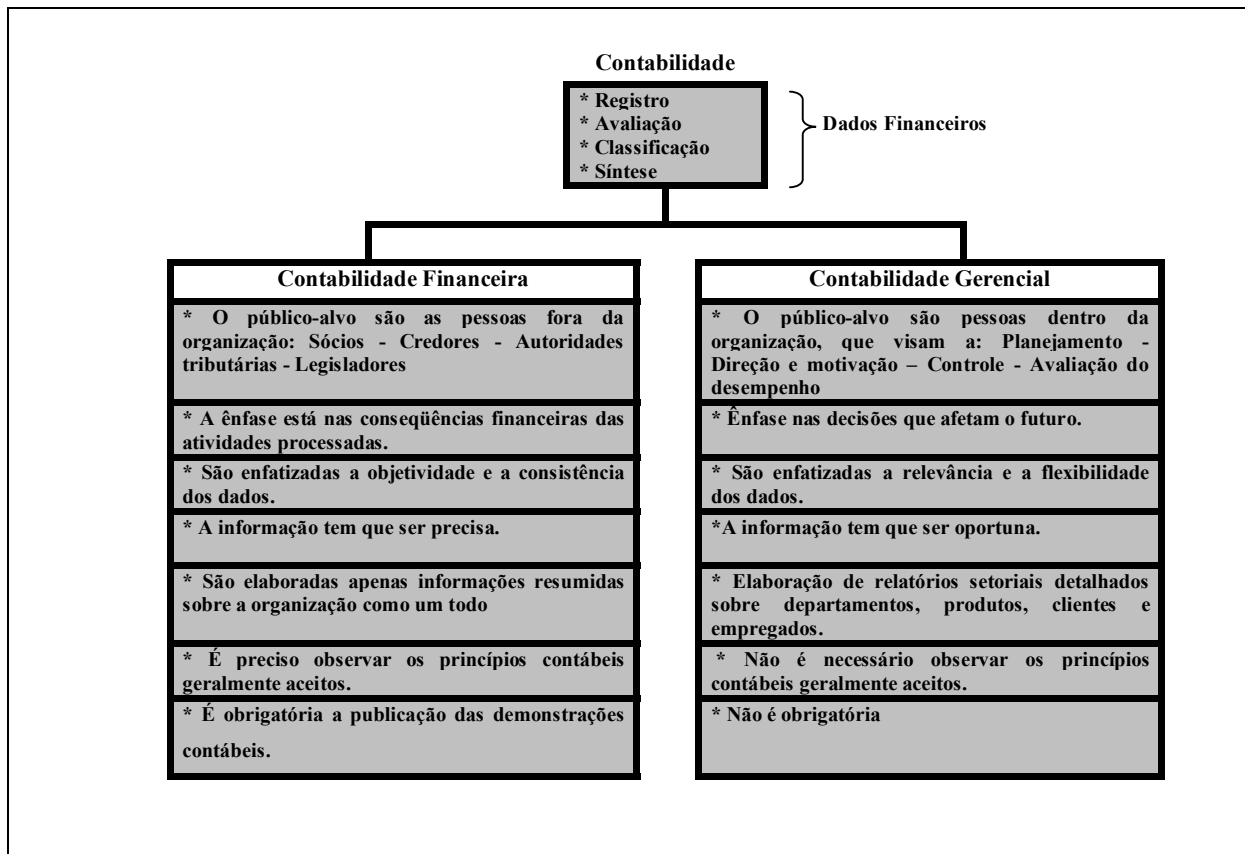 Contabilidade
* Registro
* Avaliação
* Classificação
* Síntese
Dados Financeiros
Contabilidade Financeira
* O público-alvo são as pessoas fora da
organização: Sócios - Credores - Autoridades
tributárias - Legisladores
* A ênfase está nas conseqüências financeiras das
atividades processadas.
* São enfatizadas a objetividade e a consistência
dos dados.
* A informação tem que ser precisa.
* São elaboradas apenas informações resumidas
sobre a organização como um todo
* É preciso observar os princípios contábeis
geralmente aceitos.
* É obrigatória a publicação das demonstrações
contábeis.
Contabilidade Gerencial
* O público-alvo são pessoas dentro da
organização, que visam a: Planejamento -
Direção e motivação – Controle - Avaliação do
desempenho
* Ênfase nas decisões que afetam o futuro.
* São enfatizadas a relevância e a flexibilidade
dos dados.
*A informação tem que ser oportuna.
* Elaboração de relatórios setoriais detalhados
sobre departamentos, produtos, clientes e
empregados.
* Não é necessário observar os princípios
contábeis geralmente aceitos.
* Não é obrigatória